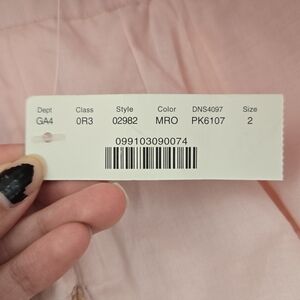 Dept Class Style Color DNS4097 Size
GA4 0R3 02982 MRO PK6107 2
099103090074